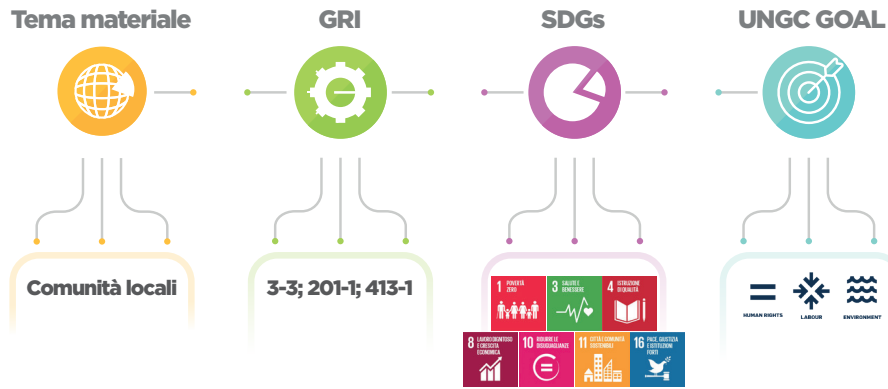 Tema materiale
GRI
SDGs
UNGC GOAL
Comunità locali
3-3; 201-1; 413-1
1 POVERTÀ
ZERO
3 SALUTE E
BENESSERE
4 ISTRUZIONE
DI QUALITÀ
8 LAVORO DIGNITOSO
E CRESCITA
ECONOMICA
10 RIDURRE LE
DISUGUAGLIANZE
11 CITTÀ E COMUNITÀ
SOSTENIBILI
16 PACE, GIUSTIZIA
E ISTITUZIONI
FORTI
HUMAN RIGHTS
LABOUR
ENVIRONMENT